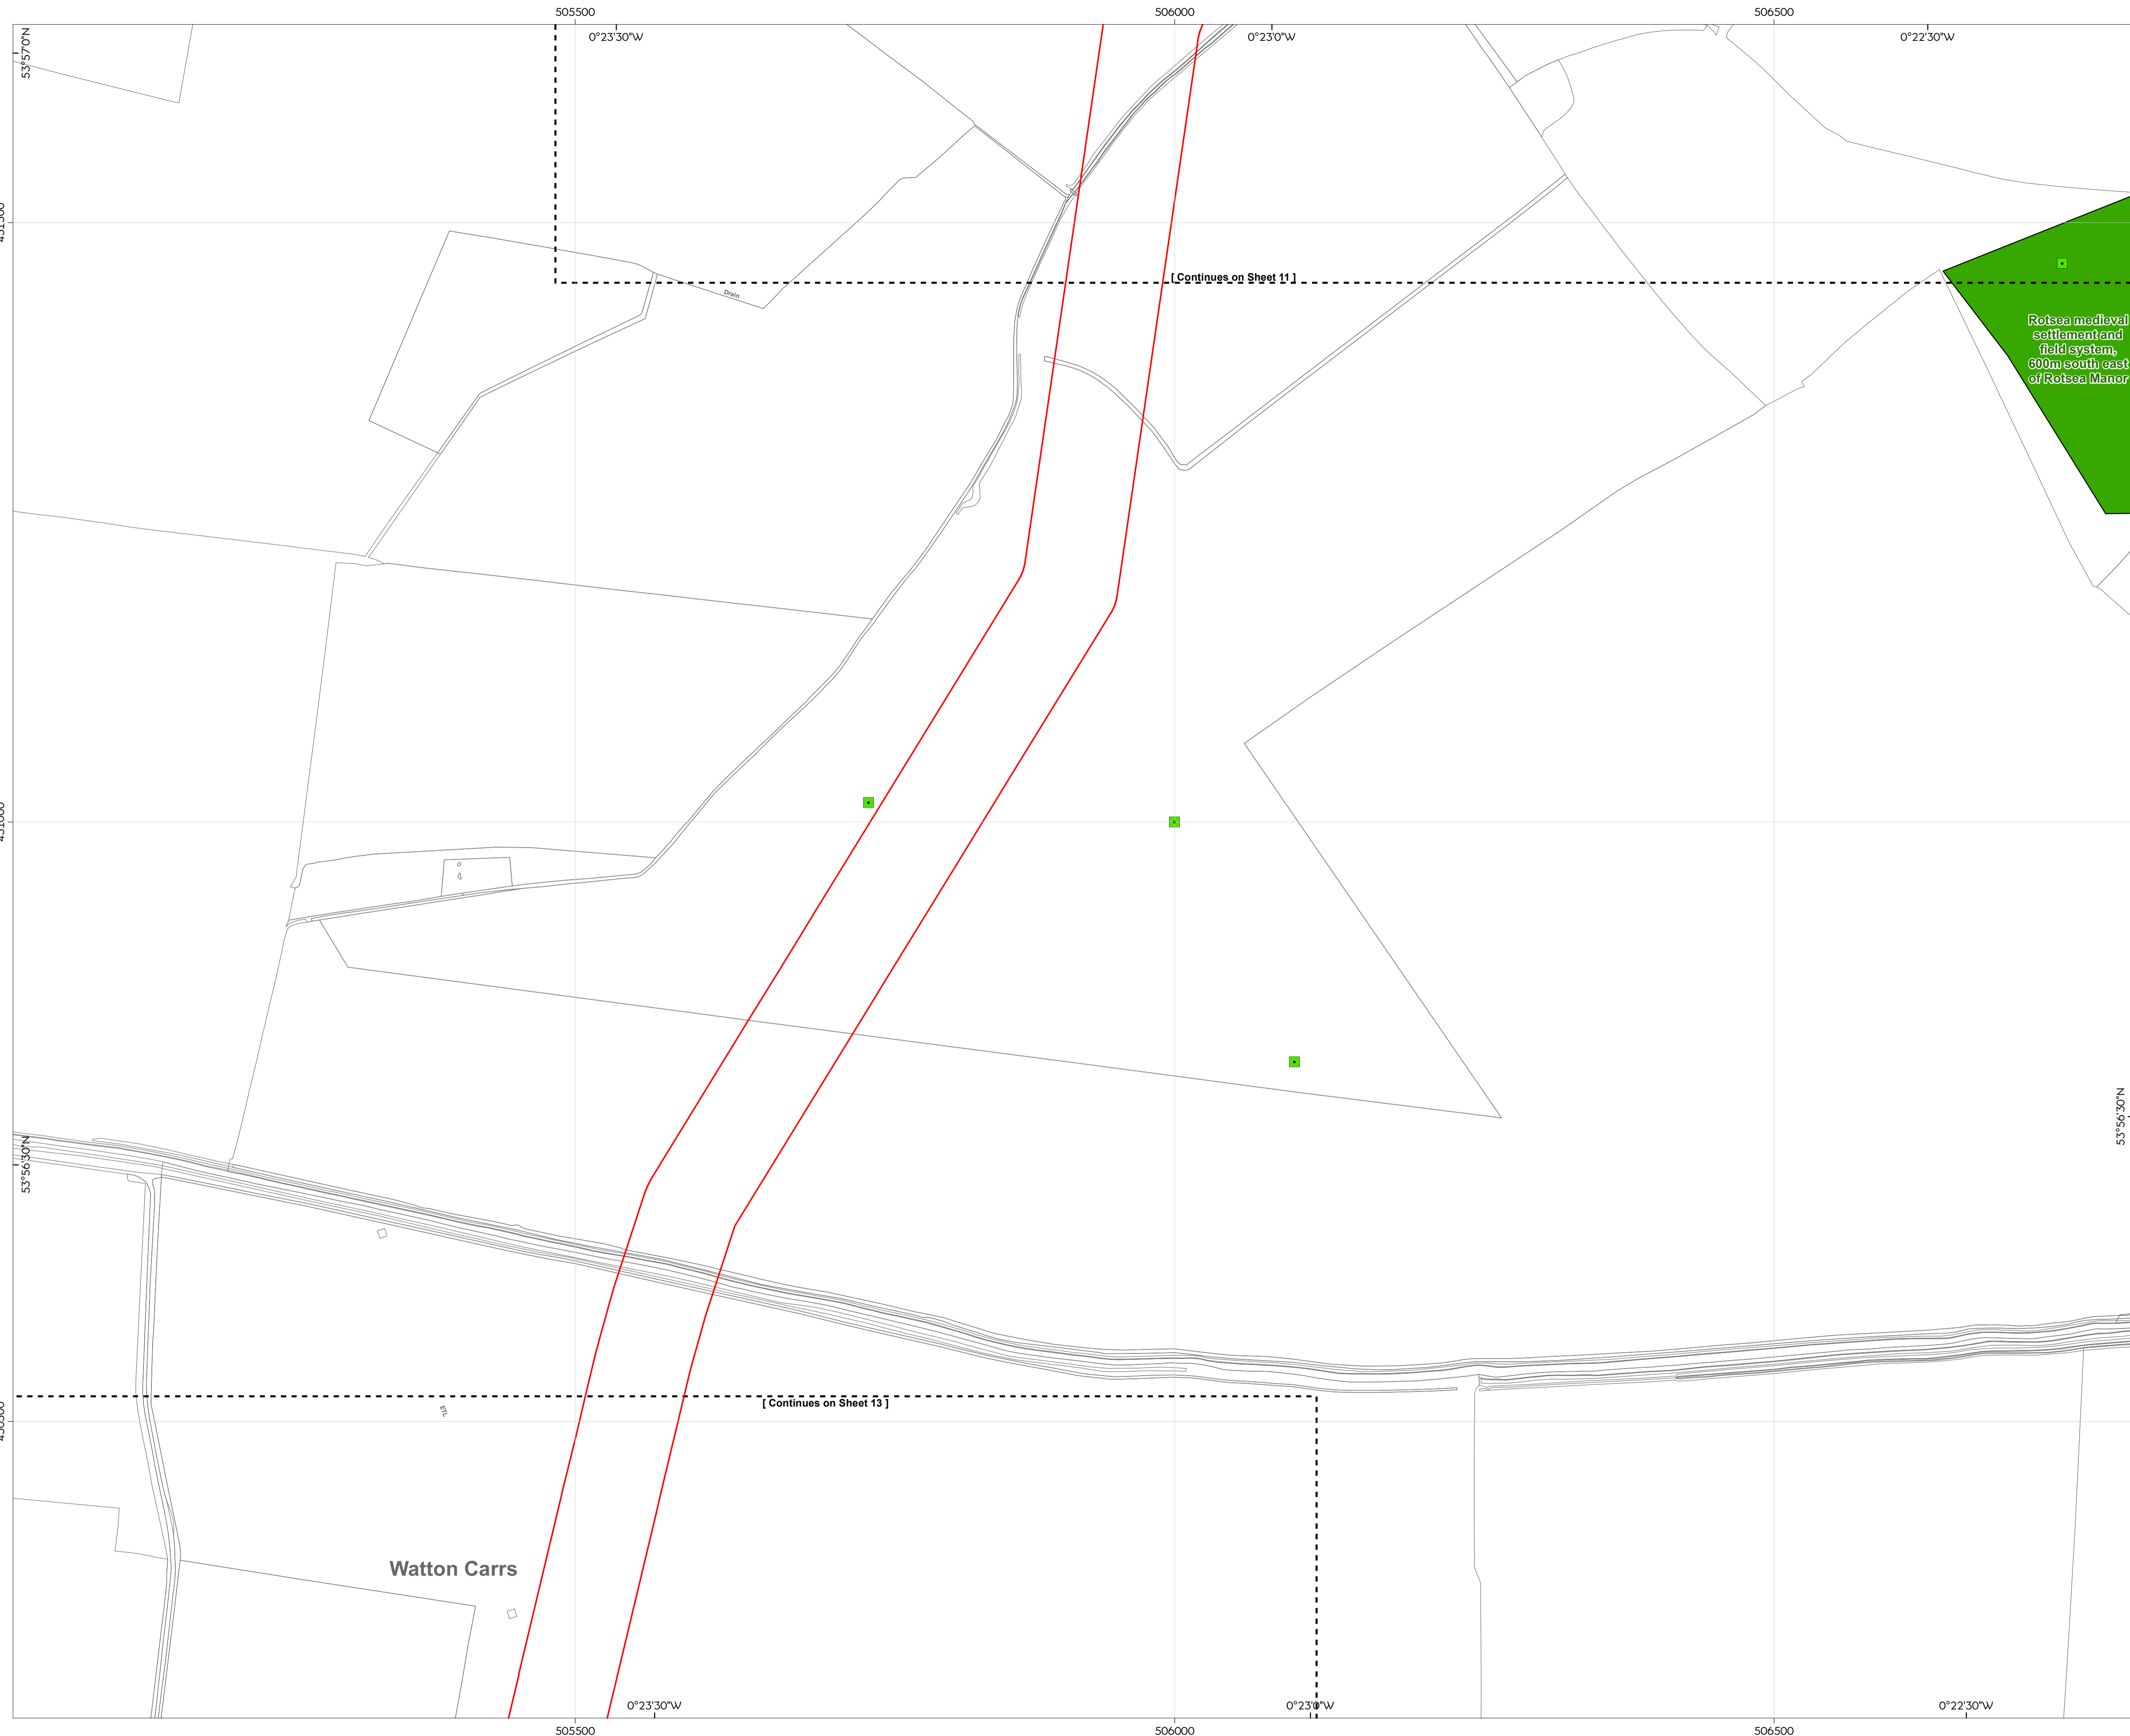 505500
506000
506500
0°23'30"W
0°23'0"W
0°22'30"W
53°57'0"N
[ Continues on Sheet 11 ]
Drain
Rotsea medieval
settlement and
field system,
600m south east
of Rotsea Manor
53°56'30"N
53°56'30"N
[ Continues on Sheet 13 ]
ETL
Watton Carrs
0°23'30"W
0°23'0"W
0°22'30"W
505500
506000
506500